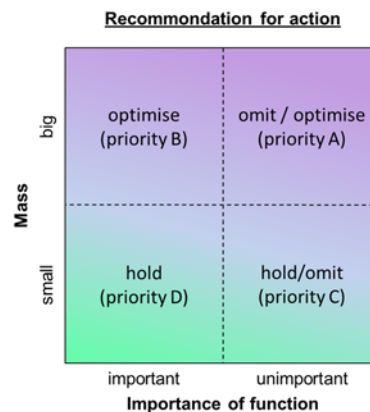 Recommondation for action
optimise
(priority B)
omit / optimise
(priority A)
big
Mass
small
hold
(priority D)
hold/omit
(priority C)
important
unimportant
Importance of function